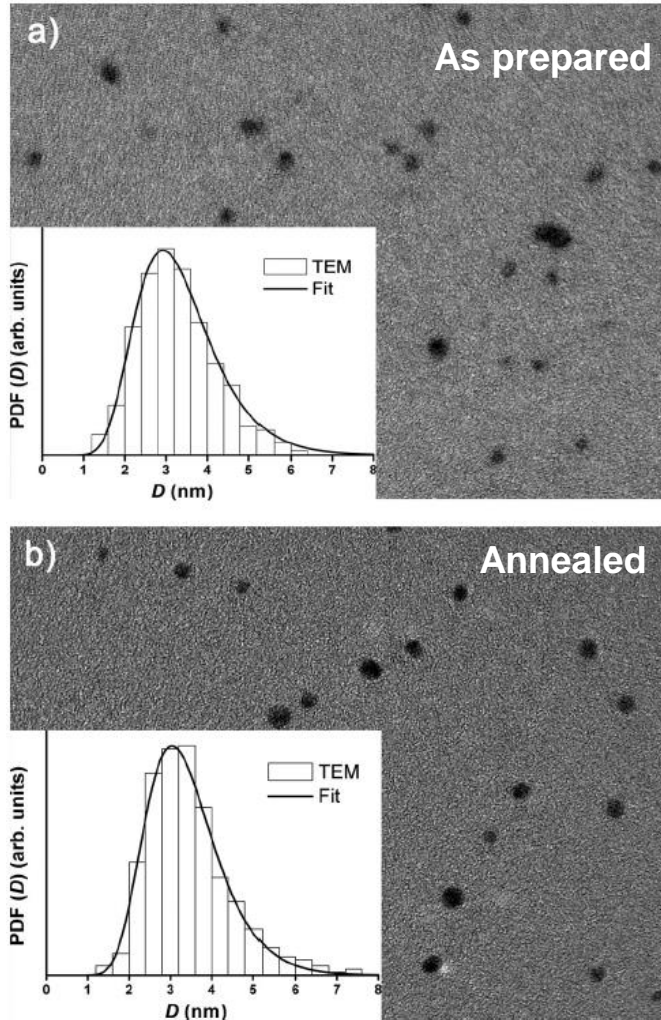 a)
As prepared
PDF (D) (arb. units)
TEM
Fit
0 1 2 3 4 5 6 7 8
D (nm)
b)
Annealed
PDF (D) (arb. units)
TEM
Fit
0 1 2 3 4 5 6 7 8
D (nm)